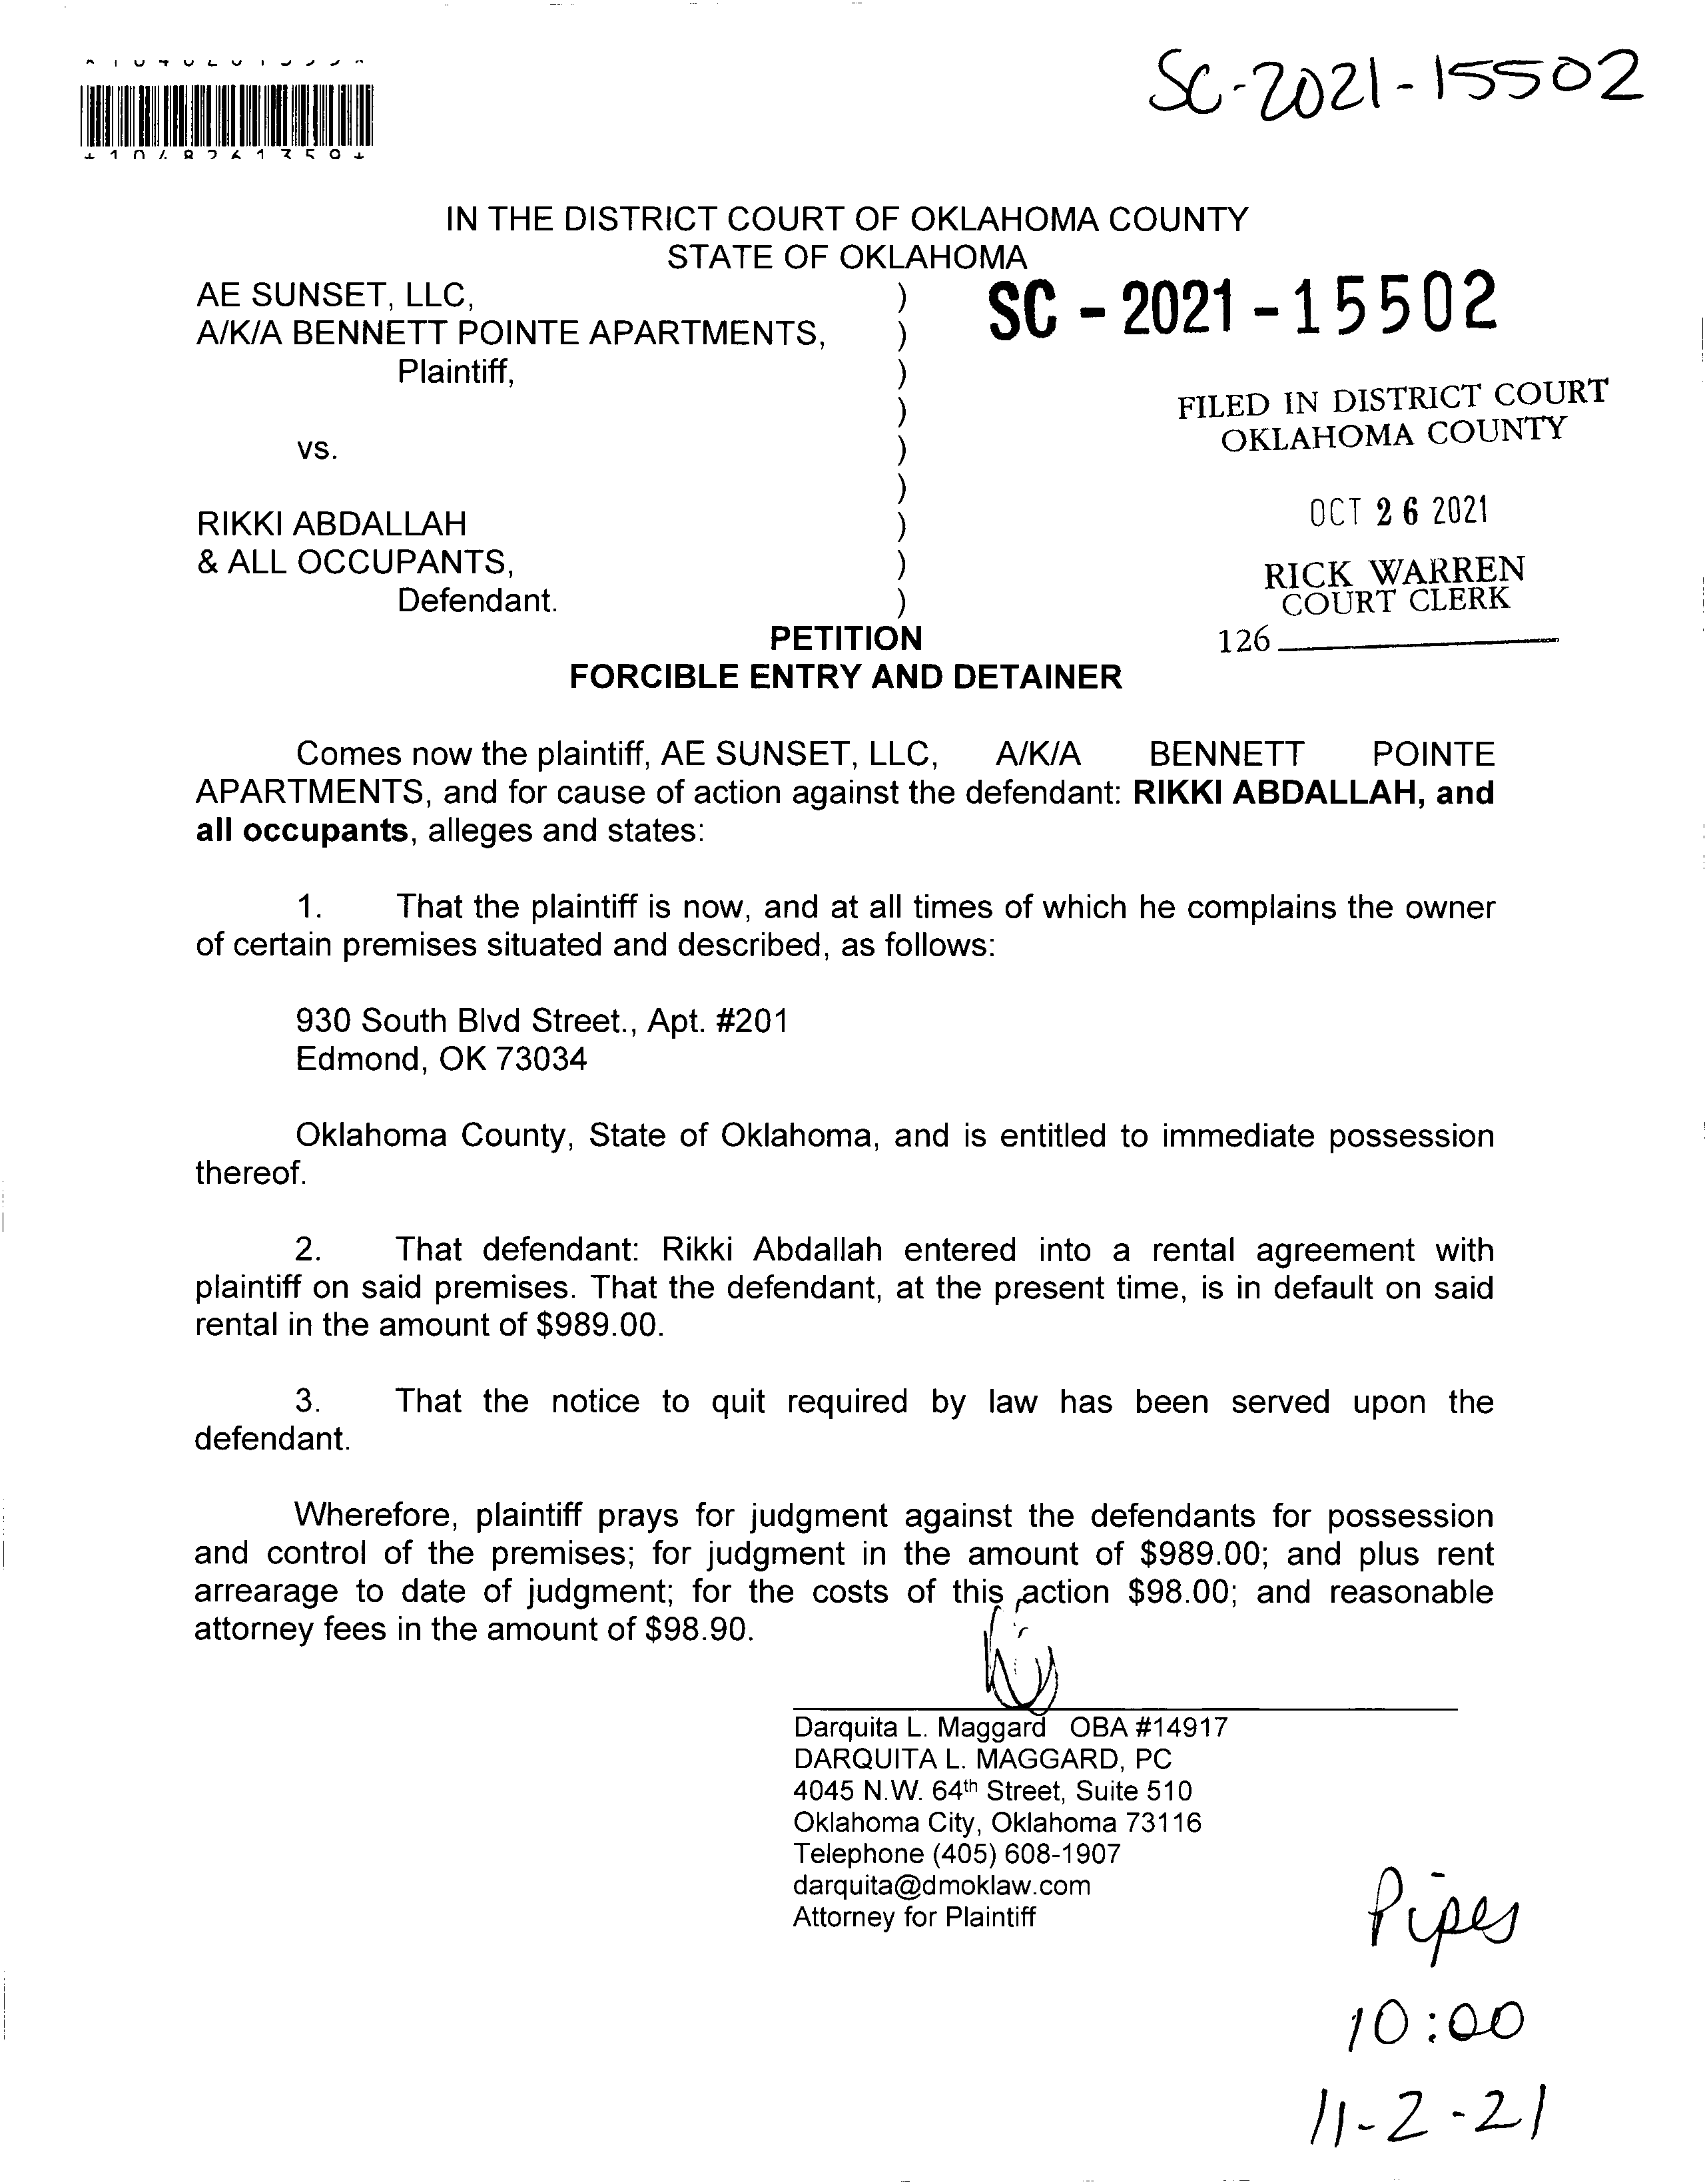 SC-2021-15502
IN THE DISTRICT COURT OF OKLAHOMA COUNTY
STATE OF OKLAHOMA
AE SUNSET, LLC, )
A/K/A BENNETT POINTE APARTMENTS, )
Plaintiff, )
)
vs. )
)
RIKKI ABDALLAH )
& ALL OCCUPANTS, )
Defendant. )
SC - 2021 - 15502
FILED IN DISTRICT COURT
OKLAHOMA COUNTY
OCT 26 2021
RICK WARREN
COURT CLERK
126
PETITION
FORCIBLE ENTRY AND DETAINER
Comes now the plaintiff, AE SUNSET, LLC, A/K/A BENNETT POINTE
APARTMENTS, and for cause of action against the defendant: RIKKI ABDALLAH, and
all occupants, alleges and states:
1. That the plaintiff is now, and at all times of which he complains the owner
of certain premises situated and described, as follows:
930 South Blvd Street., Apt. #201
Edmond, OK 73034
Oklahoma County, State of Oklahoma, and is entitled to immediate possession
thereof.
2. That defendant: Rikki Abdallah entered into a rental agreement with
plaintiff on said premises. That the defendant, at the present time, is in default on said
rental in the amount of $989.00.
3. That the notice to quit required by law has been served upon the
defendant.
Wherefore, plaintiff prays for judgment against the defendants for possession
and control of the premises; for judgment in the amount of $989.00; and plus rent
arrearage to date of judgment; for the costs of this action $98.00; and reasonable
attorney fees in the amount of $98.90.
Darquita L. Maggard OBA #14917
DARQUITA L. MAGGARD, PC
4045 N.W. 64th Street, Suite 510
Oklahoma City, Oklahoma 73116
Telephone (405) 608-1907
darquita@dmoklaw.com
Attorney for Plaintiff
Pipes
10:00
11-2-21